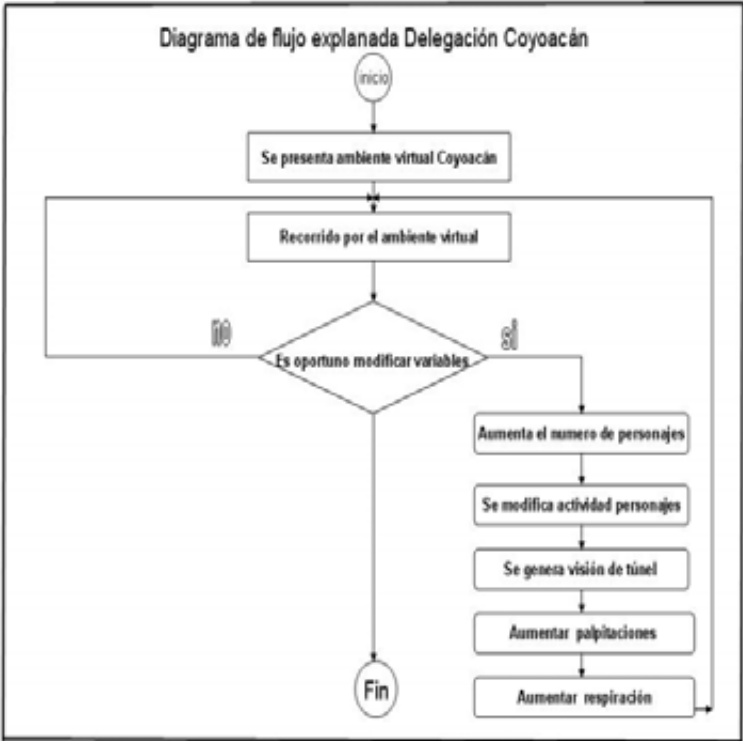 Diagrama de flujo explanada Delegación Coyoacán
inicio
Se presenta ambiente virtual Coyoacán
Recorrido por el ambiente virtual
no
si
Es oportuno modificar variables
Aumenta el numero de personajes
Se modifica actividad personajes
Se genera visión de túnel
Aumentar palpitaciones
Aumentar respiración
Fin